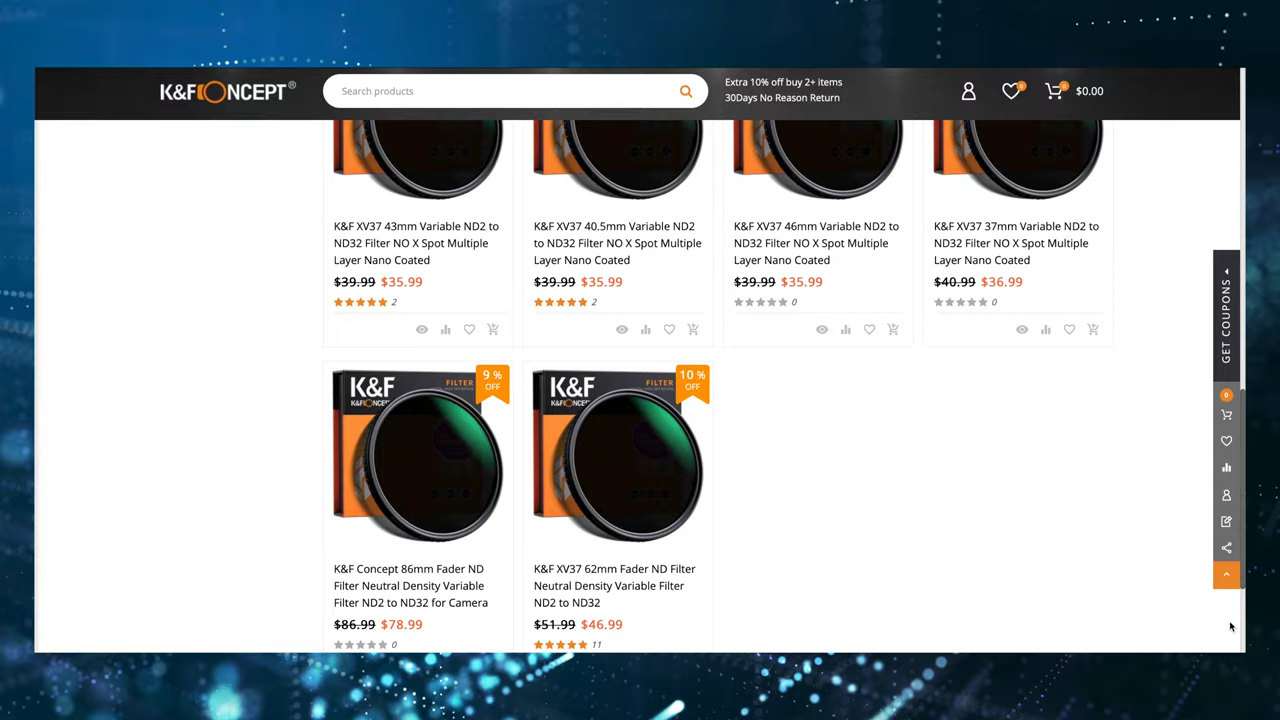 K&F CONCEPT®
Search products
Extra 10% off buy 2+ items
30Days No Reason Return
0
0
$0.00
K&F XV37 43mm Variable ND2 to
ND32 Filter NO X Spot Multiple
Layer Nano Coated
$39.99 $35.99
2
K&F XV37 40.5mm Variable ND2
to ND32 Filter NO X Spot Multiple
Layer Nano Coated
$39.99 $35.99
2
K&F XV37 46mm Variable ND2 to
ND32 Filter NO X Spot Multiple
Layer Nano Coated
$39.99 $35.99
0
K&F XV37 37mm Variable ND2 to
ND32 Filter NO X Spot Multiple
Layer Nano Coated
$40.99 $36.99
0
GET COUPONS
0
K&F
K&F CONCEPT
FILTER
9 %
OFF
K&F Concept 86mm Fader ND
Filter Neutral Density Variable
Filter ND2 to ND32 for Camera
$86.99 $78.99
0
K&F
K&F CONCEPT
FILTER
10 %
OFF
K&F XV37 62mm Fader ND Filter
Neutral Density Variable Filter
ND2 to ND32
$51.99 $46.99
11